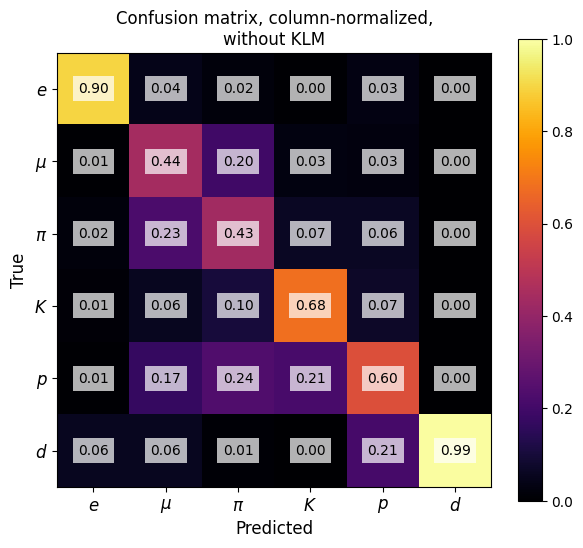 Confusion matrix, column-normalized,
without KLM
True
e 0.90 0.04 0.02 0.00 0.03 0.00
μ 0.01 0.44 0.20 0.03 0.03 0.00
π 0.02 0.23 0.43 0.07 0.06 0.00
K 0.01 0.06 0.10 0.68 0.07 0.00
p 0.01 0.17 0.24 0.21 0.60 0.00
d 0.06 0.06 0.01 0.00 0.21 0.99
e μ π K p d
Predicted
1.0
0.8
0.6
0.4
0.2
0.0